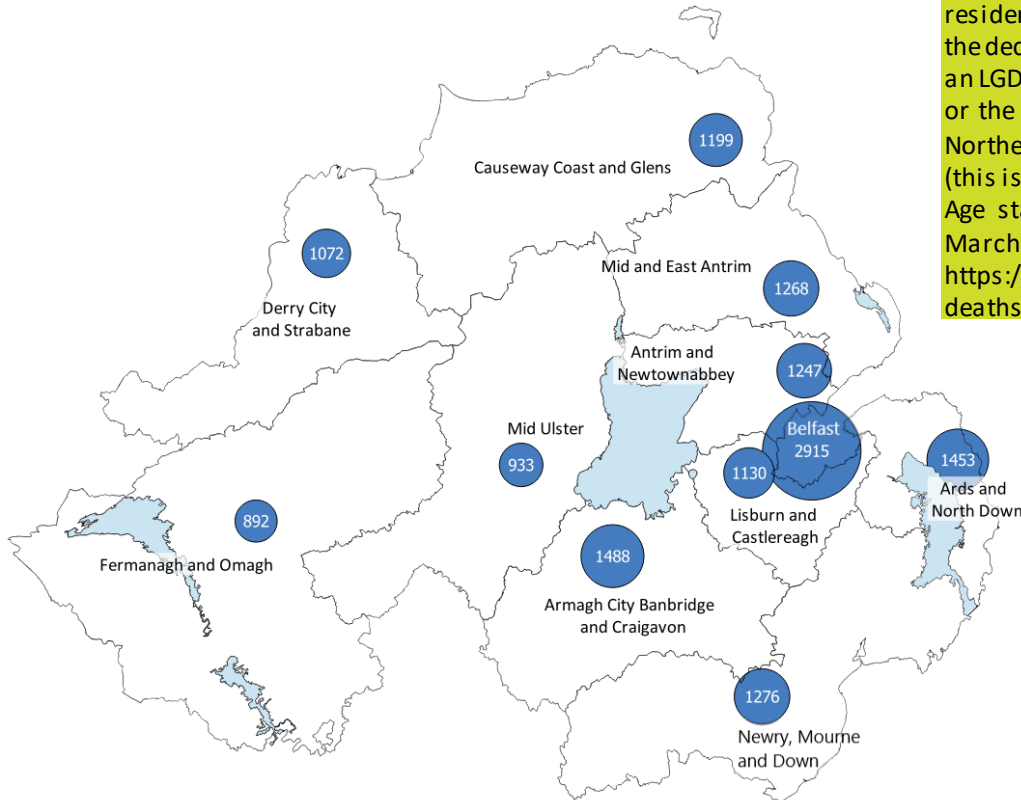 residen
the dec
an LGD
or the
Northe
(this is
Age sta
March
https:/
deaths
1199
Causeway Coast and Glens
1072
Derry City
and Strabane
Mid and East Antrim
1268
Antrim and
Newtownabbey
1247
Mid Ulster
933
Belfast
2915
1130
Lisburn and
Castlereagh
1453
Ards and
North Down
892
Fermanagh and Omagh
1488
Armagh City Banbridge
and Craigavon
1276
Newry, Mourne
and Down